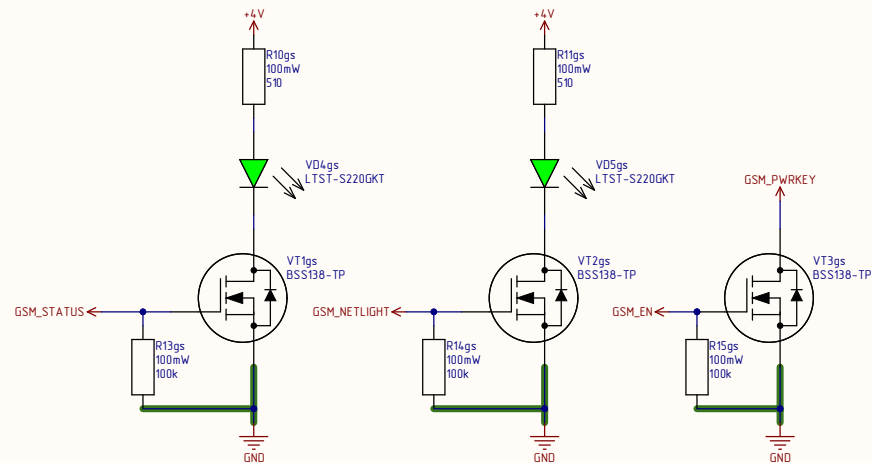 +4V
R10gs
100mW
510
VD4gs
LTST-S220GKT
VT1gs
BSS138-TP
GSM_STATUS
R13gs
100mW
100k
GND
+4V
R11gs
100mW
510
VD5gs
LTST-S220GKT
VT2gs
BSS138-TP
GSM_NETLIGHT
R14gs
100mW
100k
GND
GSM_PWRKEY
VT3gs
BSS138-TP
GSM_EN
R15gs
100mW
100k
GND